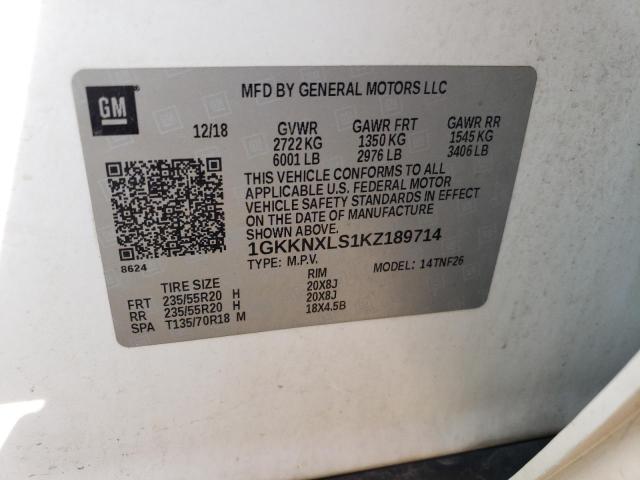 GM
MFD BY GENERAL MOTORS LLC
12/18 GVWR GAWR FRT GAWR RR
2722 KG 1350 KG 1545 KG
6001 LB 2976 LB 3406 LB
THIS VEHICLE CONFORMS TO ALL
APPLICABLE U.S. FEDERAL MOTOR
VEHICLE SAFETY STANDARDS IN EFFECT
ON THE DATE OF MANUFACTURE
SHOWN ABOVE.
1GKKNXLS1KZ189714
8624
TYPE: M.P.V. MODEL: 14TNF26
TIRE SIZE RIM
FRT 235/55R20 H 20X8J
RR 235/55R20 H 20X8J
SPA T135/70R18 M 18X4.5B